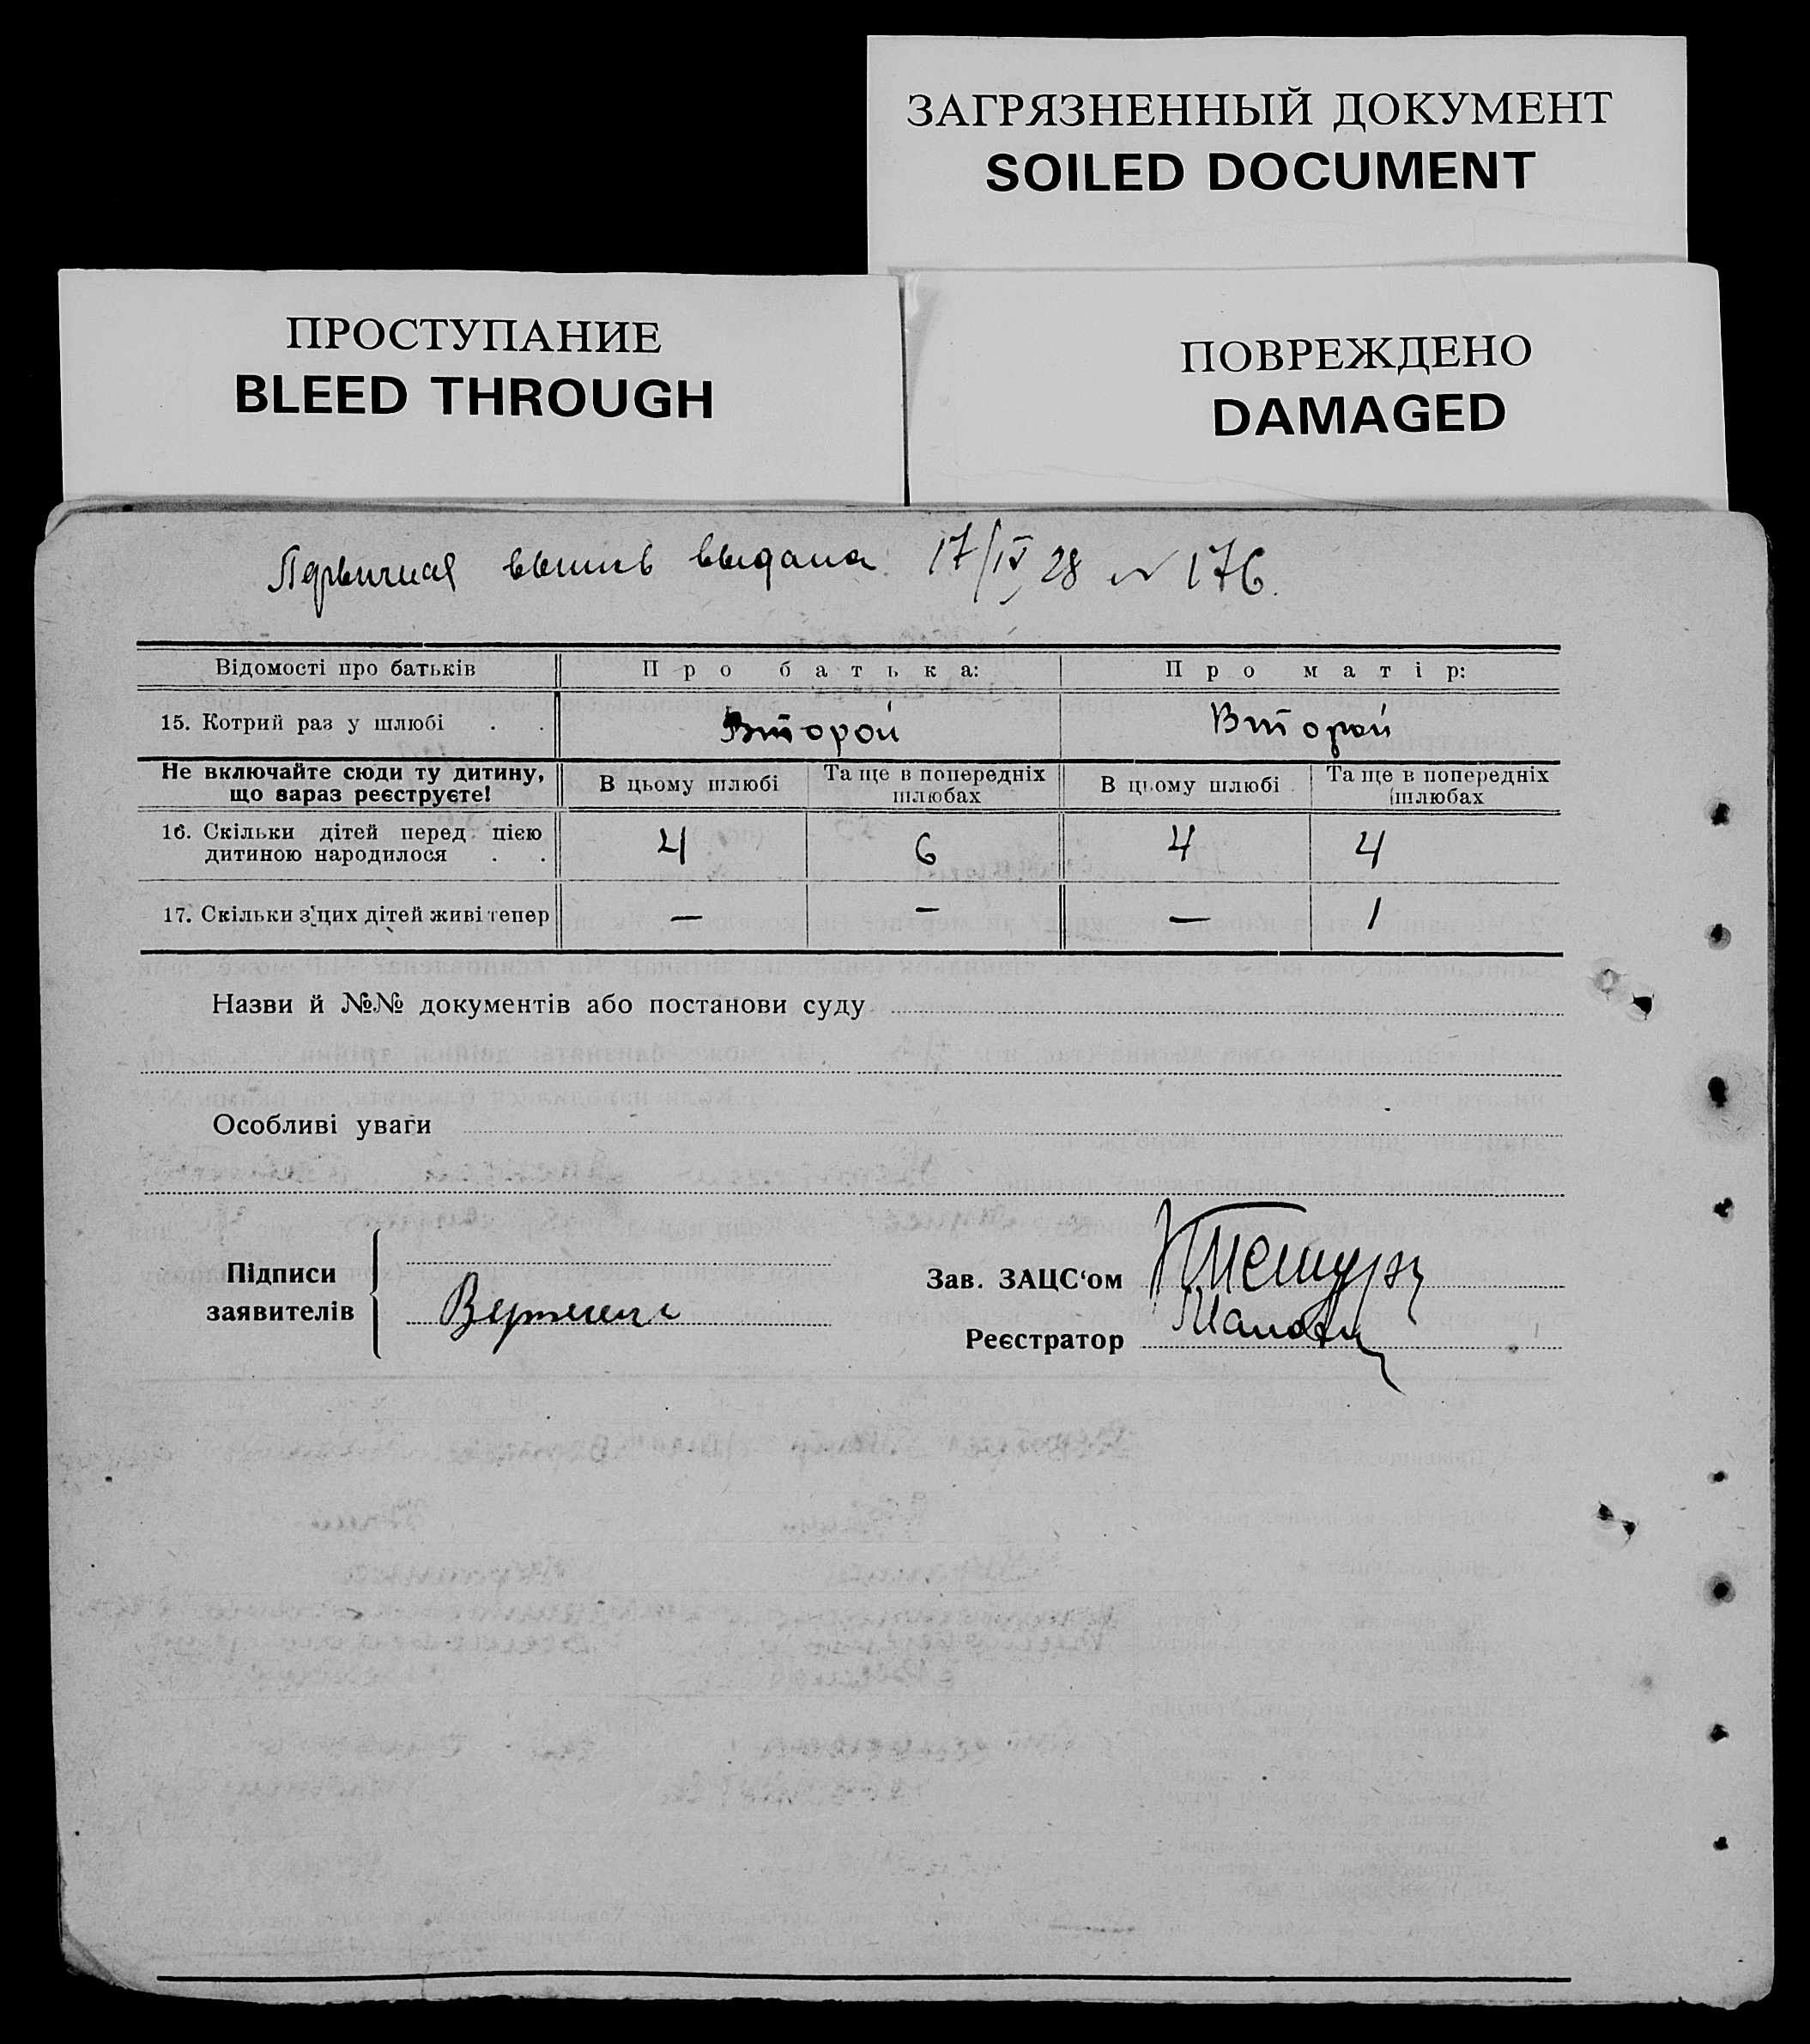 ЗАГРЯЗНЕННЫЙ ДОКУМЕНТ
SOILED DOCUMENT
ПРОСТУПАНИЕ
BLEED THROUGH
ПОВРЕЖДЕНО
DAMAGED
Первичная выпись выдана 17/IV 28 № 176.
Відомості про батьків Про батька: Про матір:
15. Котрий раз у шлюбі . . Второй Второй
Не включайте сюди ту дитину, що зараз реєструєте! В цьому шлюбі Та ще в попередніх шлюбах В цьому шлюбі Та ще в попередніх шлюбах
16. Скільки дітей перед цією
дитиною народилося . . 4 6 4 4
17. Скільки з цих дітей живі тепер — — — 1
Назви й №№ документів або постанови суду
Особливі уваги
Підписи
заявителів
Зав. ЗАЦС‘ом
Реєстратор